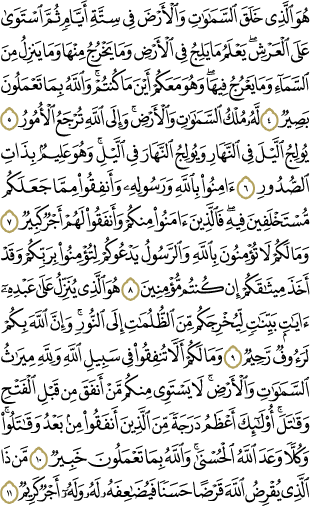 هُوَ ٱلَّذِي خَلَقَ ٱلسَّمَٰوَٰتِ وَٱلْأَرْضَ فِي سِتَّةِ أَيَّامٍ ثُمَّ ٱسْتَوَىٰ
عَلَى ٱلْعَرْشِ ۚ يَعْلَمُ مَا يَلِجُ فِي ٱلْأَرْضِ وَمَا يَخْرُجُ مِنْهَا وَمَا يَنزِلُ مِنَ
ٱلسَّمَآءِ وَمَا يَعْرُجُ فِيهَا ۖ وَهُوَ مَعَكُمْ أَيْنَ مَا كُنتُمْ ۚ وَٱللَّهُ بِمَا تَعْمَلُونَ
بَصِيرٌ ٤ لَّهُۥ مُلْكُ ٱلسَّمَٰوَٰتِ وَٱلْأَرْضِ ۚ وَإِلَى ٱللَّهِ تُرْجَعُ ٱلْأُمُورُ ٥
يُولِجُ ٱلَّيْلَ فِي ٱلنَّهَارِ وَيُولِجُ ٱلنَّهَارَ فِي ٱلَّيْلِ ۚ وَهُوَ عَلِيمٌۢ بِذَاتِ
ٱلصُّدُورِ ٦ ءَامِنُوا۟ بِٱللَّهِ وَرَسُولِهِۦ وَأَنفِقُوا۟ مِمَّا جَعَلَكُم
مُّسْتَخْلَفِينَ فِيهِ ۖ فَٱلَّذِينَ ءَامَنُوا۟ مِنكُمْ وَأَنفَقُوا۟ لَهُمْ أَجْرٌ كَبِيرٌ ٧
وَمَا لَكُمْ لَا تُؤْمِنُونَ بِٱللَّهِ ۙ وَٱلرَّسُولُ يَدْعُوكُمْ لِتُؤْمِنُوا۟ بِرَبِّكُمْ وَقَدْ
أَخَذَ مِيثَٰقَكُمْ إِن كُنتُم مُّؤْمِنِينَ ٨ هُوَ ٱلَّذِي يُنَزِّلُ عَلَىٰ عَبْدِهِۦٓ
ءَايَٰتٍۭ بَيِّنَٰتٍ لِّيُخْرِجَكُم مِّنَ ٱلظُّلُمَٰتِ إِلَى ٱلنُّورِ ۚ وَإِنَّ ٱللَّهَ بِكُمْ
لَرَءُوفٌ رَّحِيمٌ ٩ وَمَا لَكُمْ أَلَّا تُنفِقُوا۟ فِي سَبِيلِ ٱللَّهِ وَلِلَّهِ مِيرَٰثُ
ٱلسَّمَٰوَٰتِ وَٱلْأَرْضِ ۚ لَا يَسْتَوِي مِنكُم مَّنْ أَنفَقَ مِن قَبْلِ ٱلْفَتْحِ
وَقَٰتَلَ ۚ أُو۟لَٰٓئِكَ أَعْظَمُ دَرَجَةً مِّنَ ٱلَّذِينَ أَنفَقُوا۟ مِنۢ بَعْدُ وَقَٰتَلُوا۟ ۚ
وَكُلًّا وَعَدَ ٱللَّهُ ٱلْحُسْنَىٰ ۚ وَٱللَّهُ بِمَا تَعْمَلُونَ خَبِيرٌ ١٠ مَّن ذَا
ٱلَّذِي يُقْرِضُ ٱللَّهَ قَرْضًا حَسَنًا فَيُضَٰعِفَهُۥ لَهُۥ وَلَهُۥٓ أَجْرٌ كَرِيمٌ ١١